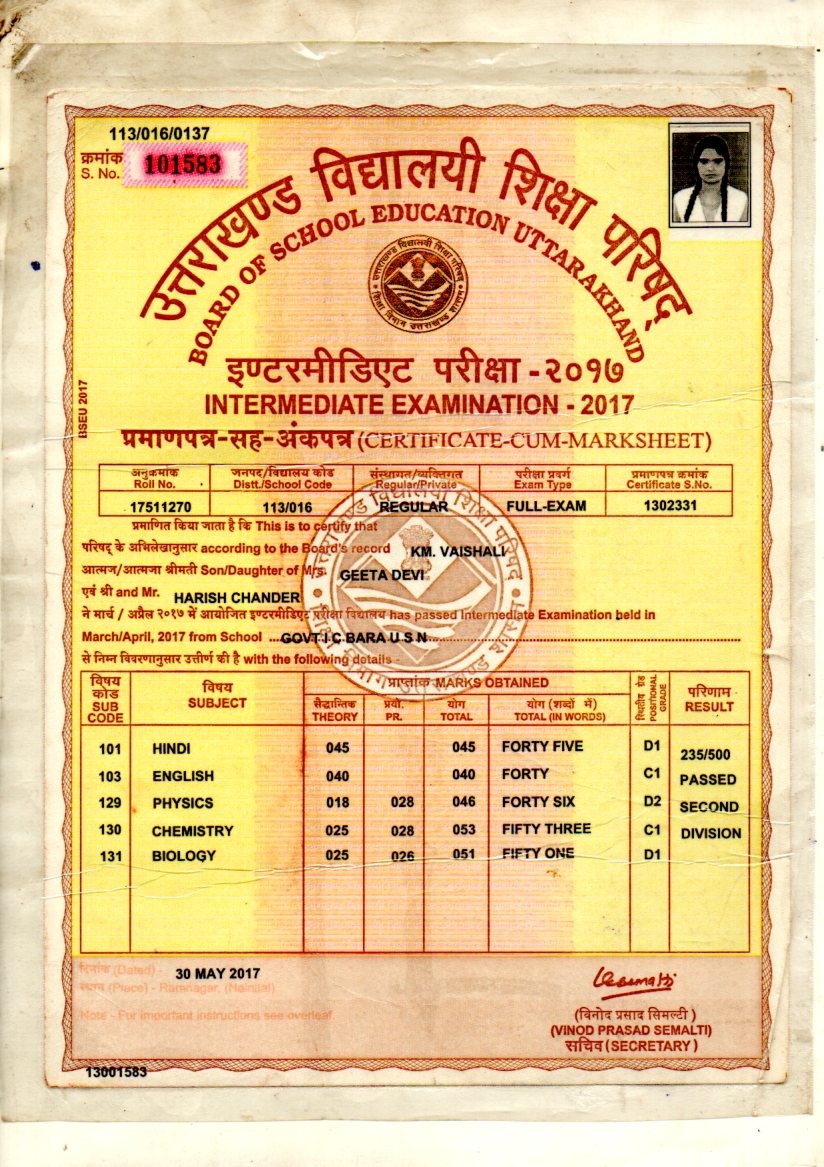 113/016/0137
क्रमांक
S. No.
101583
उत्तराखण्ड विद्यालयी शिक्षा परिषद्
BOARD OF SCHOOL EDUCATION UTTARAKHAND
उत्तराखण्ड विद्यालयी शिक्षा परिषद
शिक्षा विभाग उत्तराखण्ड शासन
इण्टरमीडिएट परीक्षा -२०१७
INTERMEDIATE EXAMINATION - 2017
BSEU 2017
प्रमाणपत्र-सह-अंकपत्र (CERTIFICATE-CUM-MARKSHEET)
अनुक्रमांक जनपद/विद्यालय कोड संस्थागत/व्यक्तिगत परीक्षा प्रवर्ग प्रमाणपत्र क्रमांक
Roll No. Distt./School Code Regular/Private Exam Type Certificate S.No.
17511270 113/016 REGULAR FULL-EXAM 1302331
प्रमाणित किया जाता है कि This is to certify that
परिषद् के अभिलेखानुसार according to the Board's record KM. VAISHALI
आत्मज/आत्मजा श्रीमती Son/Daughter of Mrs. GEETA DEVI
एवं श्री and Mr. HARISH CHANDER
ने मार्च / अप्रैल २०१७ में आयोजित इण्टरमीडिएट परीक्षा विद्यालय has passed Intermediate Examination held in
March/April, 2017 from School ....GOVT I C BARA U S N....
से निम्न विवरणानुसार उत्तीर्ण की है with the following details -
विषय कोड SUB CODE विषय SUBJECT प्राप्तांक MARKS OBTAINED स्थितीय ग्रेड POSITIONAL GRADE परिणाम RESULT
सैद्धान्तिक THEORY प्रयो. PR. योग TOTAL योग (शब्दों में) TOTAL (IN WORDS)
101 HINDI 045 045 FORTY FIVE D1 235/500
103 ENGLISH 040 040 FORTY C1 PASSED
129 PHYSICS 018 028 046 FORTY SIX D2 SECOND
130 CHEMISTRY 025 028 053 FIFTY THREE C1 DIVISION
131 BIOLOGY 025 026 051 FIFTY ONE D1
दिनांक (Dated) - 30 MAY 2017
स्थान (Place) - Ramnagar, (Nainital)
Note - For important instructions see overleaf.
(विनोद प्रसाद सिमल्टी)
(VINOD PRASAD SEMALTI)
सचिव (SECRETARY)
13001583